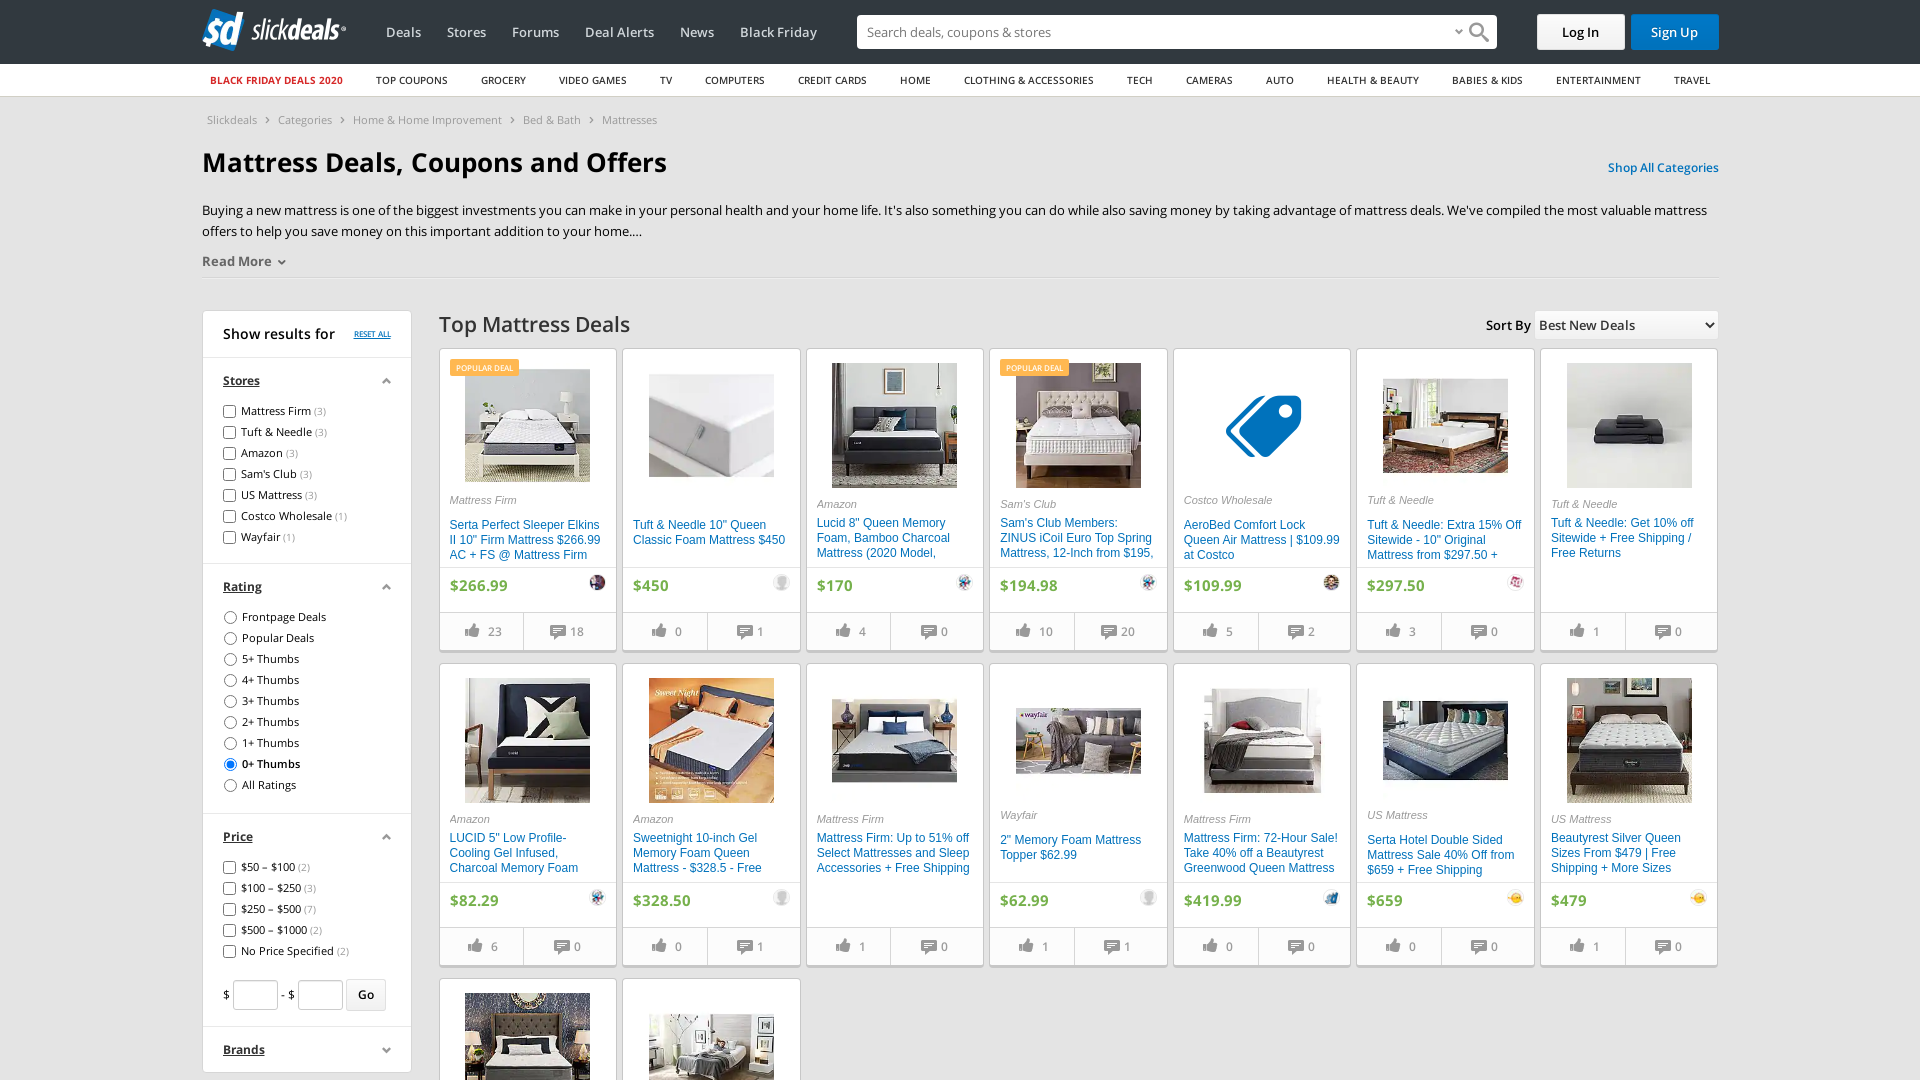 sd slickdeals
Deals
Stores
Forums
Deal Alerts
News
Black Friday
Search deals, coupons & searches
Log In
Sign Up
BLACK FRIDAY DEALS 2020
TOP COUPONS
GROCERY
VIDEO GAMES
TV
COMPUTERS
CREDIT CARDS
HOME
CLOTHING & ACCESSORIES
TECH
CAMERAS
AUTO
HEALTH & BEAUTY
BABIES & KIDS
ENTERTAINMENT
TRAVEL
Slickdeals > Categories > Home & Home Improvement > Bed & Bath > Mattresses
Mattress Deals, Coupons and Offers
Shop All Categories
Buying a new mattress is one of the biggest investments you can make in your personal health and your home life. It's also something you can do while also saving money by taking advantage of mattress deals. We've compiled the most valuable mattress
offers to help you save money on this important addition to your home....
Read More
Show results for
RESET ALL
Stores
Mattress Firm (3)
Tuft & Needle (3)
Amazon (3)
Sam's Club (3)
US Mattress (3)
Costco Wholesale (1)
Wayfair (1)
Rating
Frontpage Deals
Popular Deals
5+ Thumbs
4+ Thumbs
3+ Thumbs
2+ Thumbs
1+ Thumbs
0+ Thumbs
All Ratings
Price
$50 – $100 (2)
$100 – $250 (3)
$250 – $500 (7)
$500 – $1000 (2)
No Price Specified (2)
$ - $ Go
Brands
Top Mattress Deals
Sort By Best New Deals
POPULAR DEAL
Mattress Firm
Serta Perfect Sleeper Elkins
II 10" Firm Mattress $266.99
AC + FS @ Mattress Firm
$266.99
23
18
Tuft & Needle 10" Queen
Classic Foam Mattress $450
$450
0
1
Amazon
Lucid 8" Queen Memory
Foam, Bamboo Charcoal
Mattress (2020 Model,
$170
4
0
POPULAR DEAL
Sam's Club
Sam's Club Members:
ZINUS iCoil Euro Top Spring
Mattress, 12-Inch from $195,
$194.98
10
20
Costco Wholesale
AeroBed Comfort Lock
Queen Air Mattress | $109.99
at Costco
$109.99
5
2
Tuft & Needle
Tuft & Needle: Extra 15% Off
Sitewide - 10" Original
Mattress from $297.50 +
$297.50
3
0
Tuft & Needle
Tuft & Needle: Get 10% off
Sitewide + Free Shipping /
Free Returns
1
0
Amazon
LUCID 5" Low Profile-
Cooling Gel Infused,
Charcoal Memory Foam
$82.29
6
0
Sweet Night
Amazon
Sweetnight 10-inch Gel
Memory Foam Queen
Mattress - $328.5 - Free
$328.50
0
1
Mattress Firm
Mattress Firm: Up to 51% off
Select Mattresses and Sleep
Accessories + Free Shipping
1
0
wayfair
Wayfair
2" Memory Foam Mattress
Topper $62.99
$62.99
1
1
Mattress Firm
Mattress Firm: 72-Hour Sale!
Take 40% off a Beautyrest
Greenwood Queen Mattress
$419.99
0
0
US Mattress
Serta Hotel Double Sided
Mattress Sale 40% Off from
$659 + Free Shipping
$659
0
0
US Mattress
Beautyrest Silver Queen
Sizes From $479 | Free
Shipping + More Sizes
$479
1
0